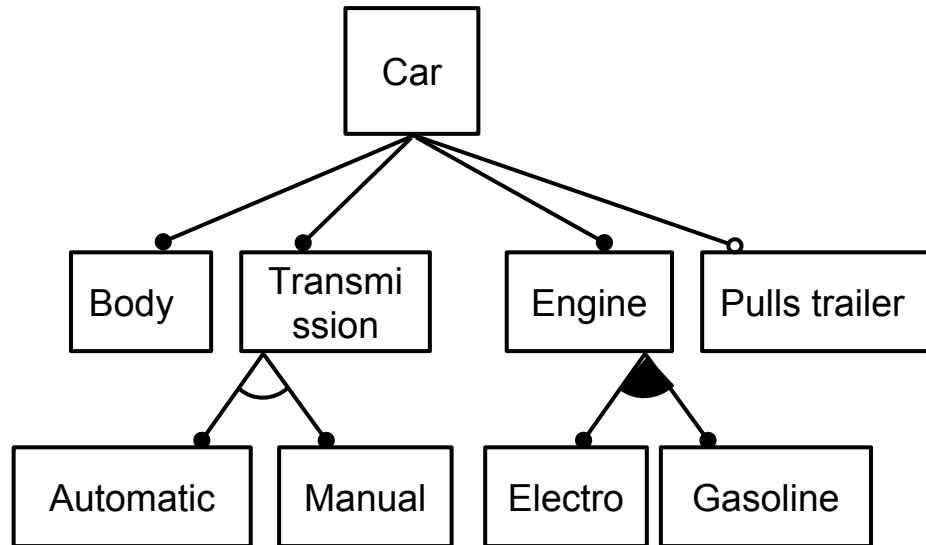 Car
Body
Transmi
ssion
Engine
Pulls trailer
Automatic
Manual
Electro
Gasoline